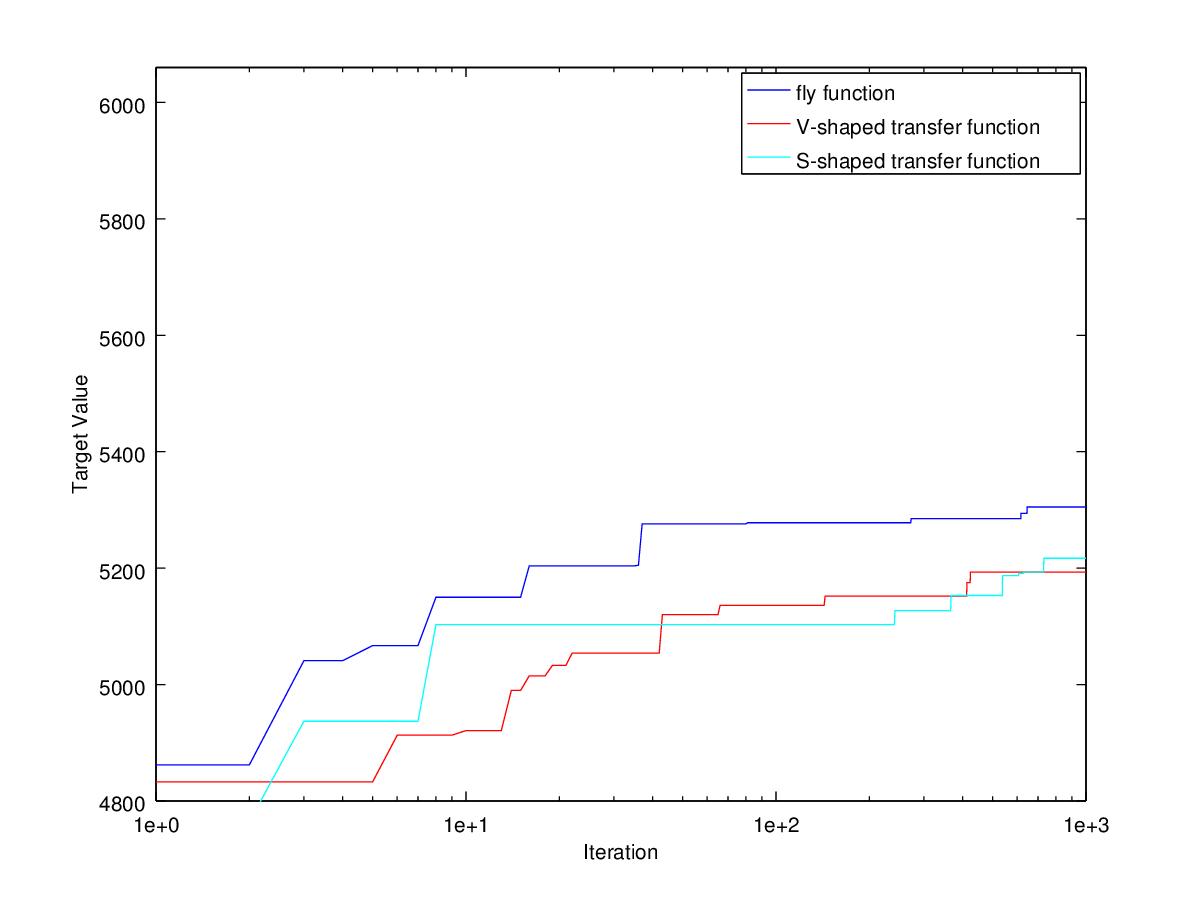 fly function
V-shaped transfer function
S-shaped transfer function
6000
5800
5600
5400
5200
5000
4800
Target Value
1e+0 1e+1 1e+2 1e+3
Iteration